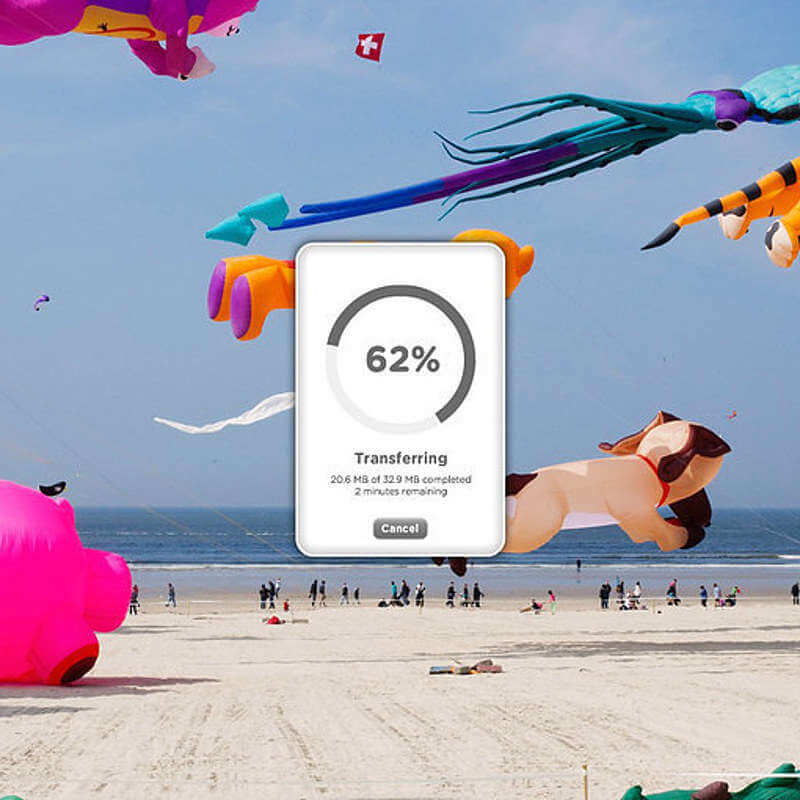 62%
Transferring
20.6 MB of 32.9 MB completed
2 minutes remaining
Cancel